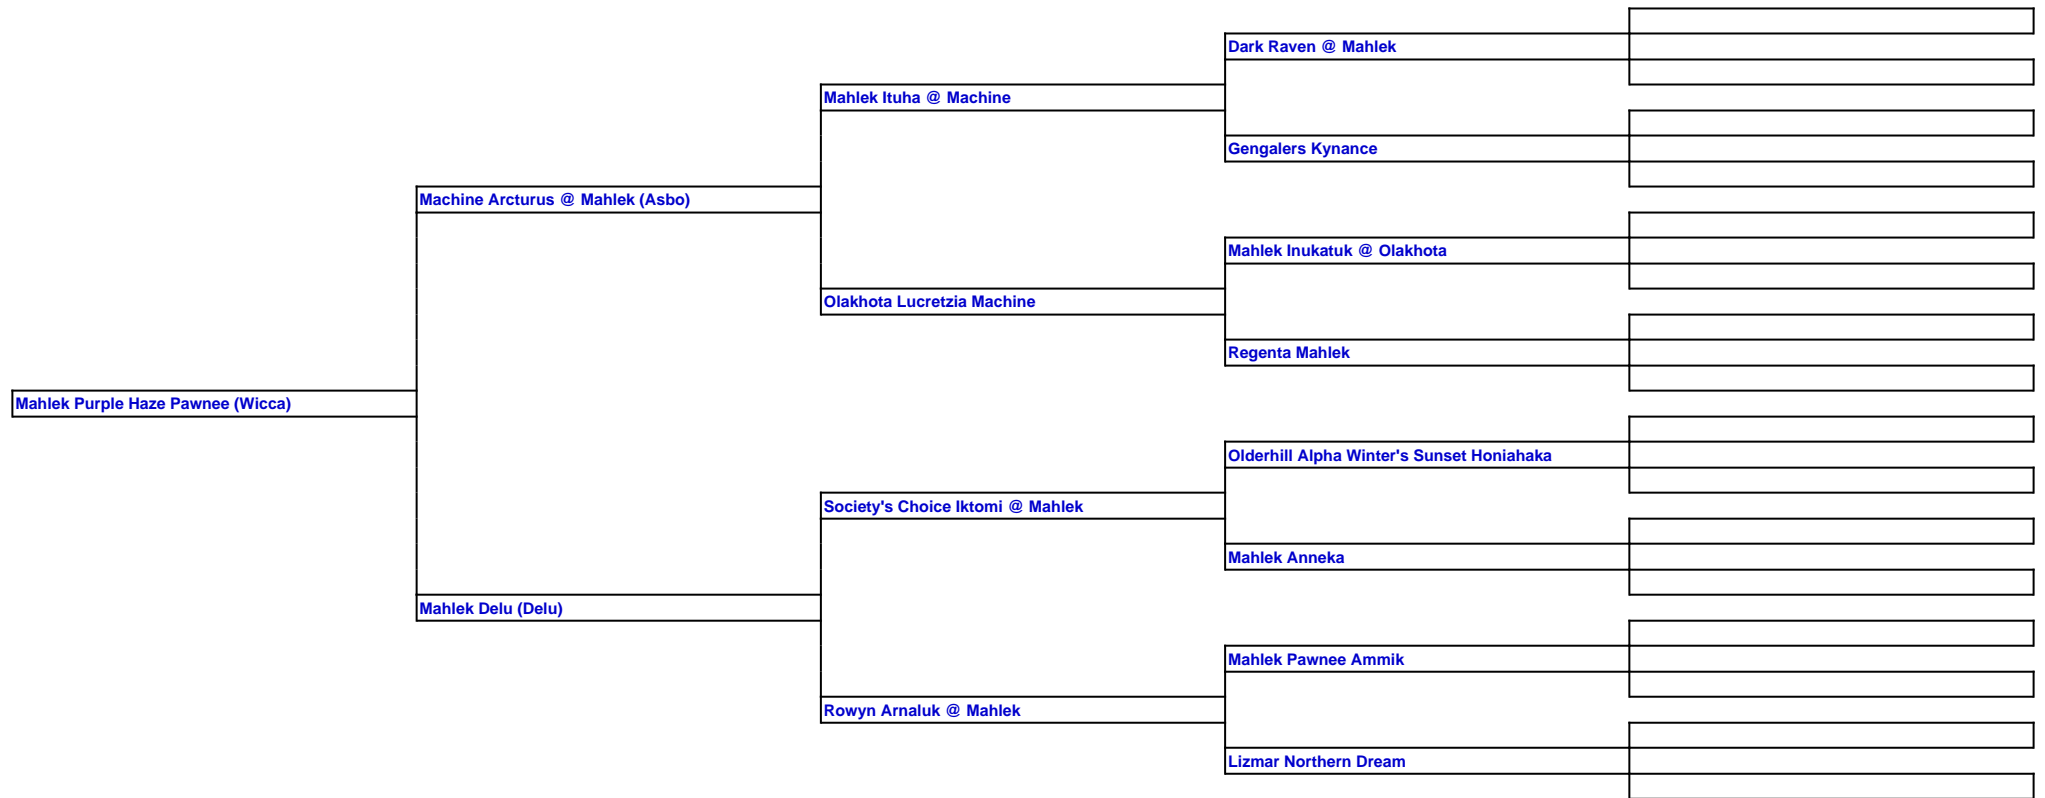 Dark Raven @ Mahlek
Mahlek Ituha @ Machine
Gengalers Kynance
Machine Arcturus @ Mahlek (Asbo)
Mahlek Inukatuk @ Olakhota
Olakhota Lucretzia Machine
Regenta Mahlek
Mahlek Purple Haze Pawnee (Wicca)
Olderhill Alpha Winter's Sunset Honiahaka
Society's Choice Iktomi @ Mahlek
Mahlek Anneka
Mahlek Delu (Delu)
Mahlek Pawnee Ammik
Rowyn Arnaluk @ Mahlek
Lizmar Northern Dream